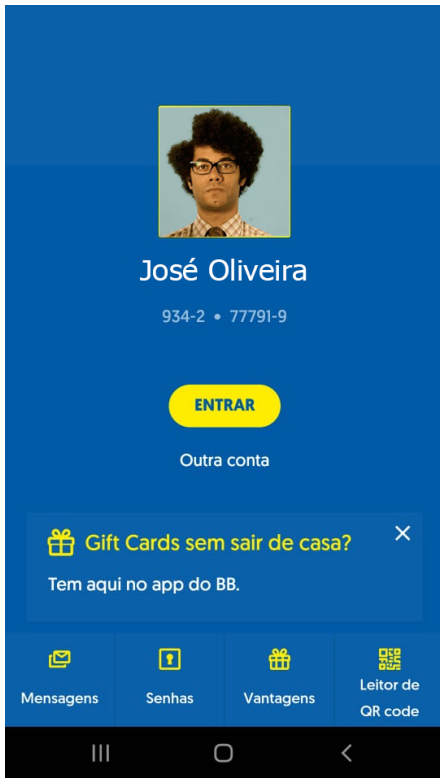 José Oliveira
934-2 • 77791-9
ENTRAR
Outra conta
Gift Cards sem sair de casa?
Tem aqui no app do BB.
Mensagens
Senhas
Vantagens
Leitor de
QR code